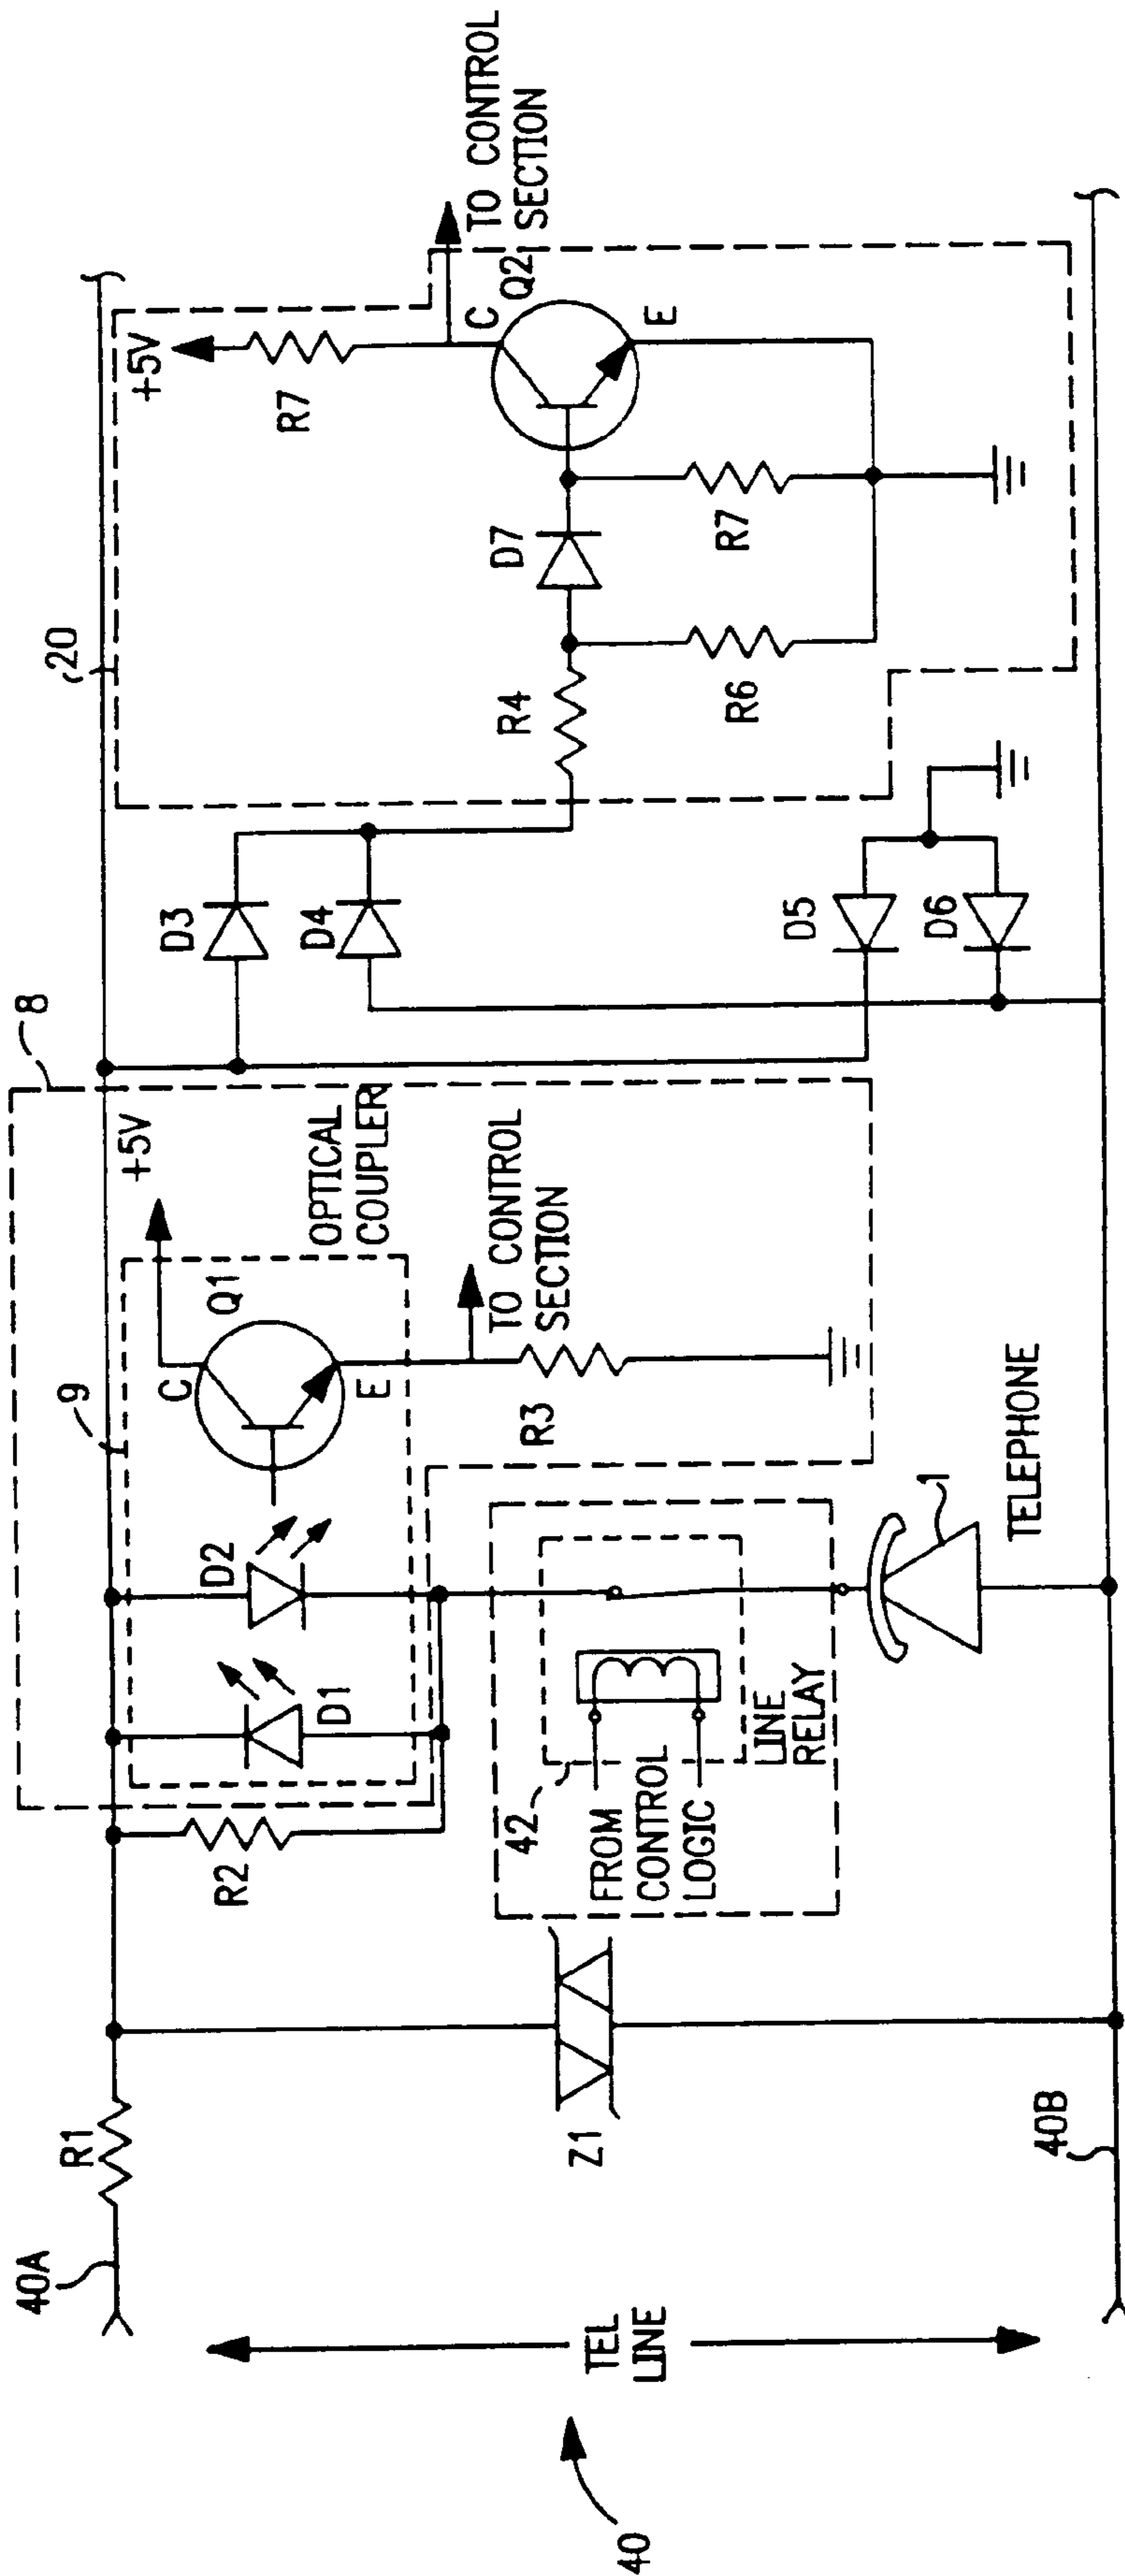 40
TEL
LINE
40A
R1
40B
Z1
R2
D1
D2
9
8
OPTICAL
COUPLER
+5V
C
Q1
E
TO CONTROL
SECTION
R3
42
FROM
CONTROL
LOGIC
LINE
RELAY
1
TELEPHONE
D3
D4
D5
D6
20
+5V
R7
R4
D7
R6
R7
C
Q2
E
TO CONTROL
SECTION